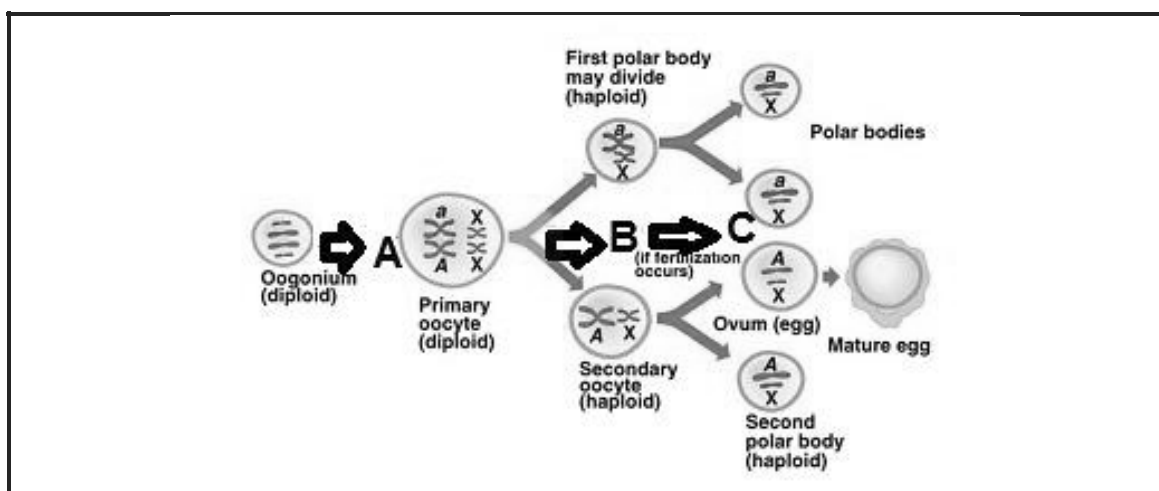 First polar body
may divide
(haploid)
a
X
Polar bodies
a
X
a
X
Oogonium
(diploid)
A
a X
A X
Primary
oocyte
(diploid)
B
(if fertilization
occurs)
C
A X
Secondary
oocyte
(haploid)
A
X
Ovum (egg)
Mature egg
A
X
Second
polar body
(haploid)